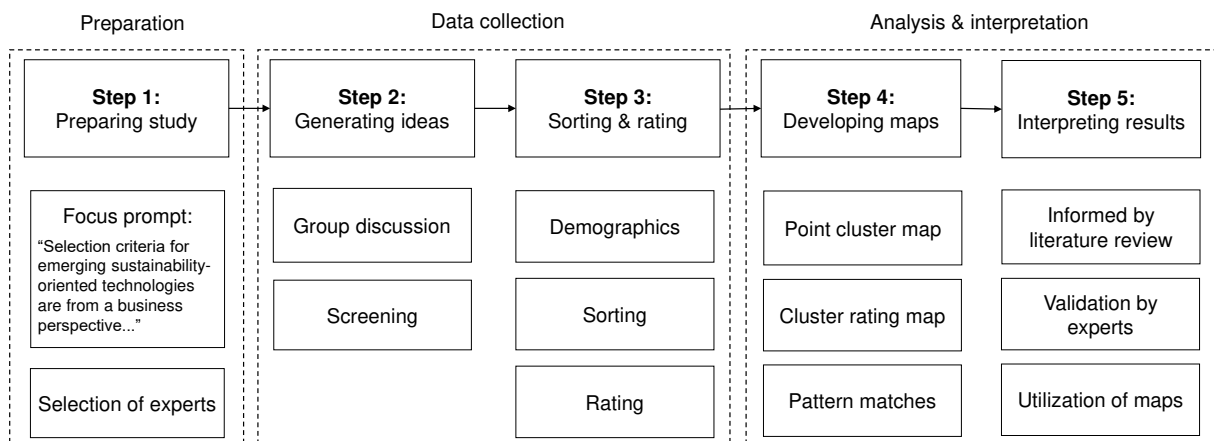 Preparation
Data collection
Analysis & interpretation
Step 1:
Preparing study
Step 2:
Generating ideas
Step 3:
Sorting & rating
Step 4:
Developing maps
Step 5:
Interpreting results
Focus prompt:
“Selection criteria for
emerging sustainability-
oriented technologies
are from a business
perspective...”
Selection of experts
Group discussion
Screening
Demographics
Sorting
Rating
Point cluster map
Cluster rating map
Pattern matches
Informed by
literature review
Validation by
experts
Utilization of maps